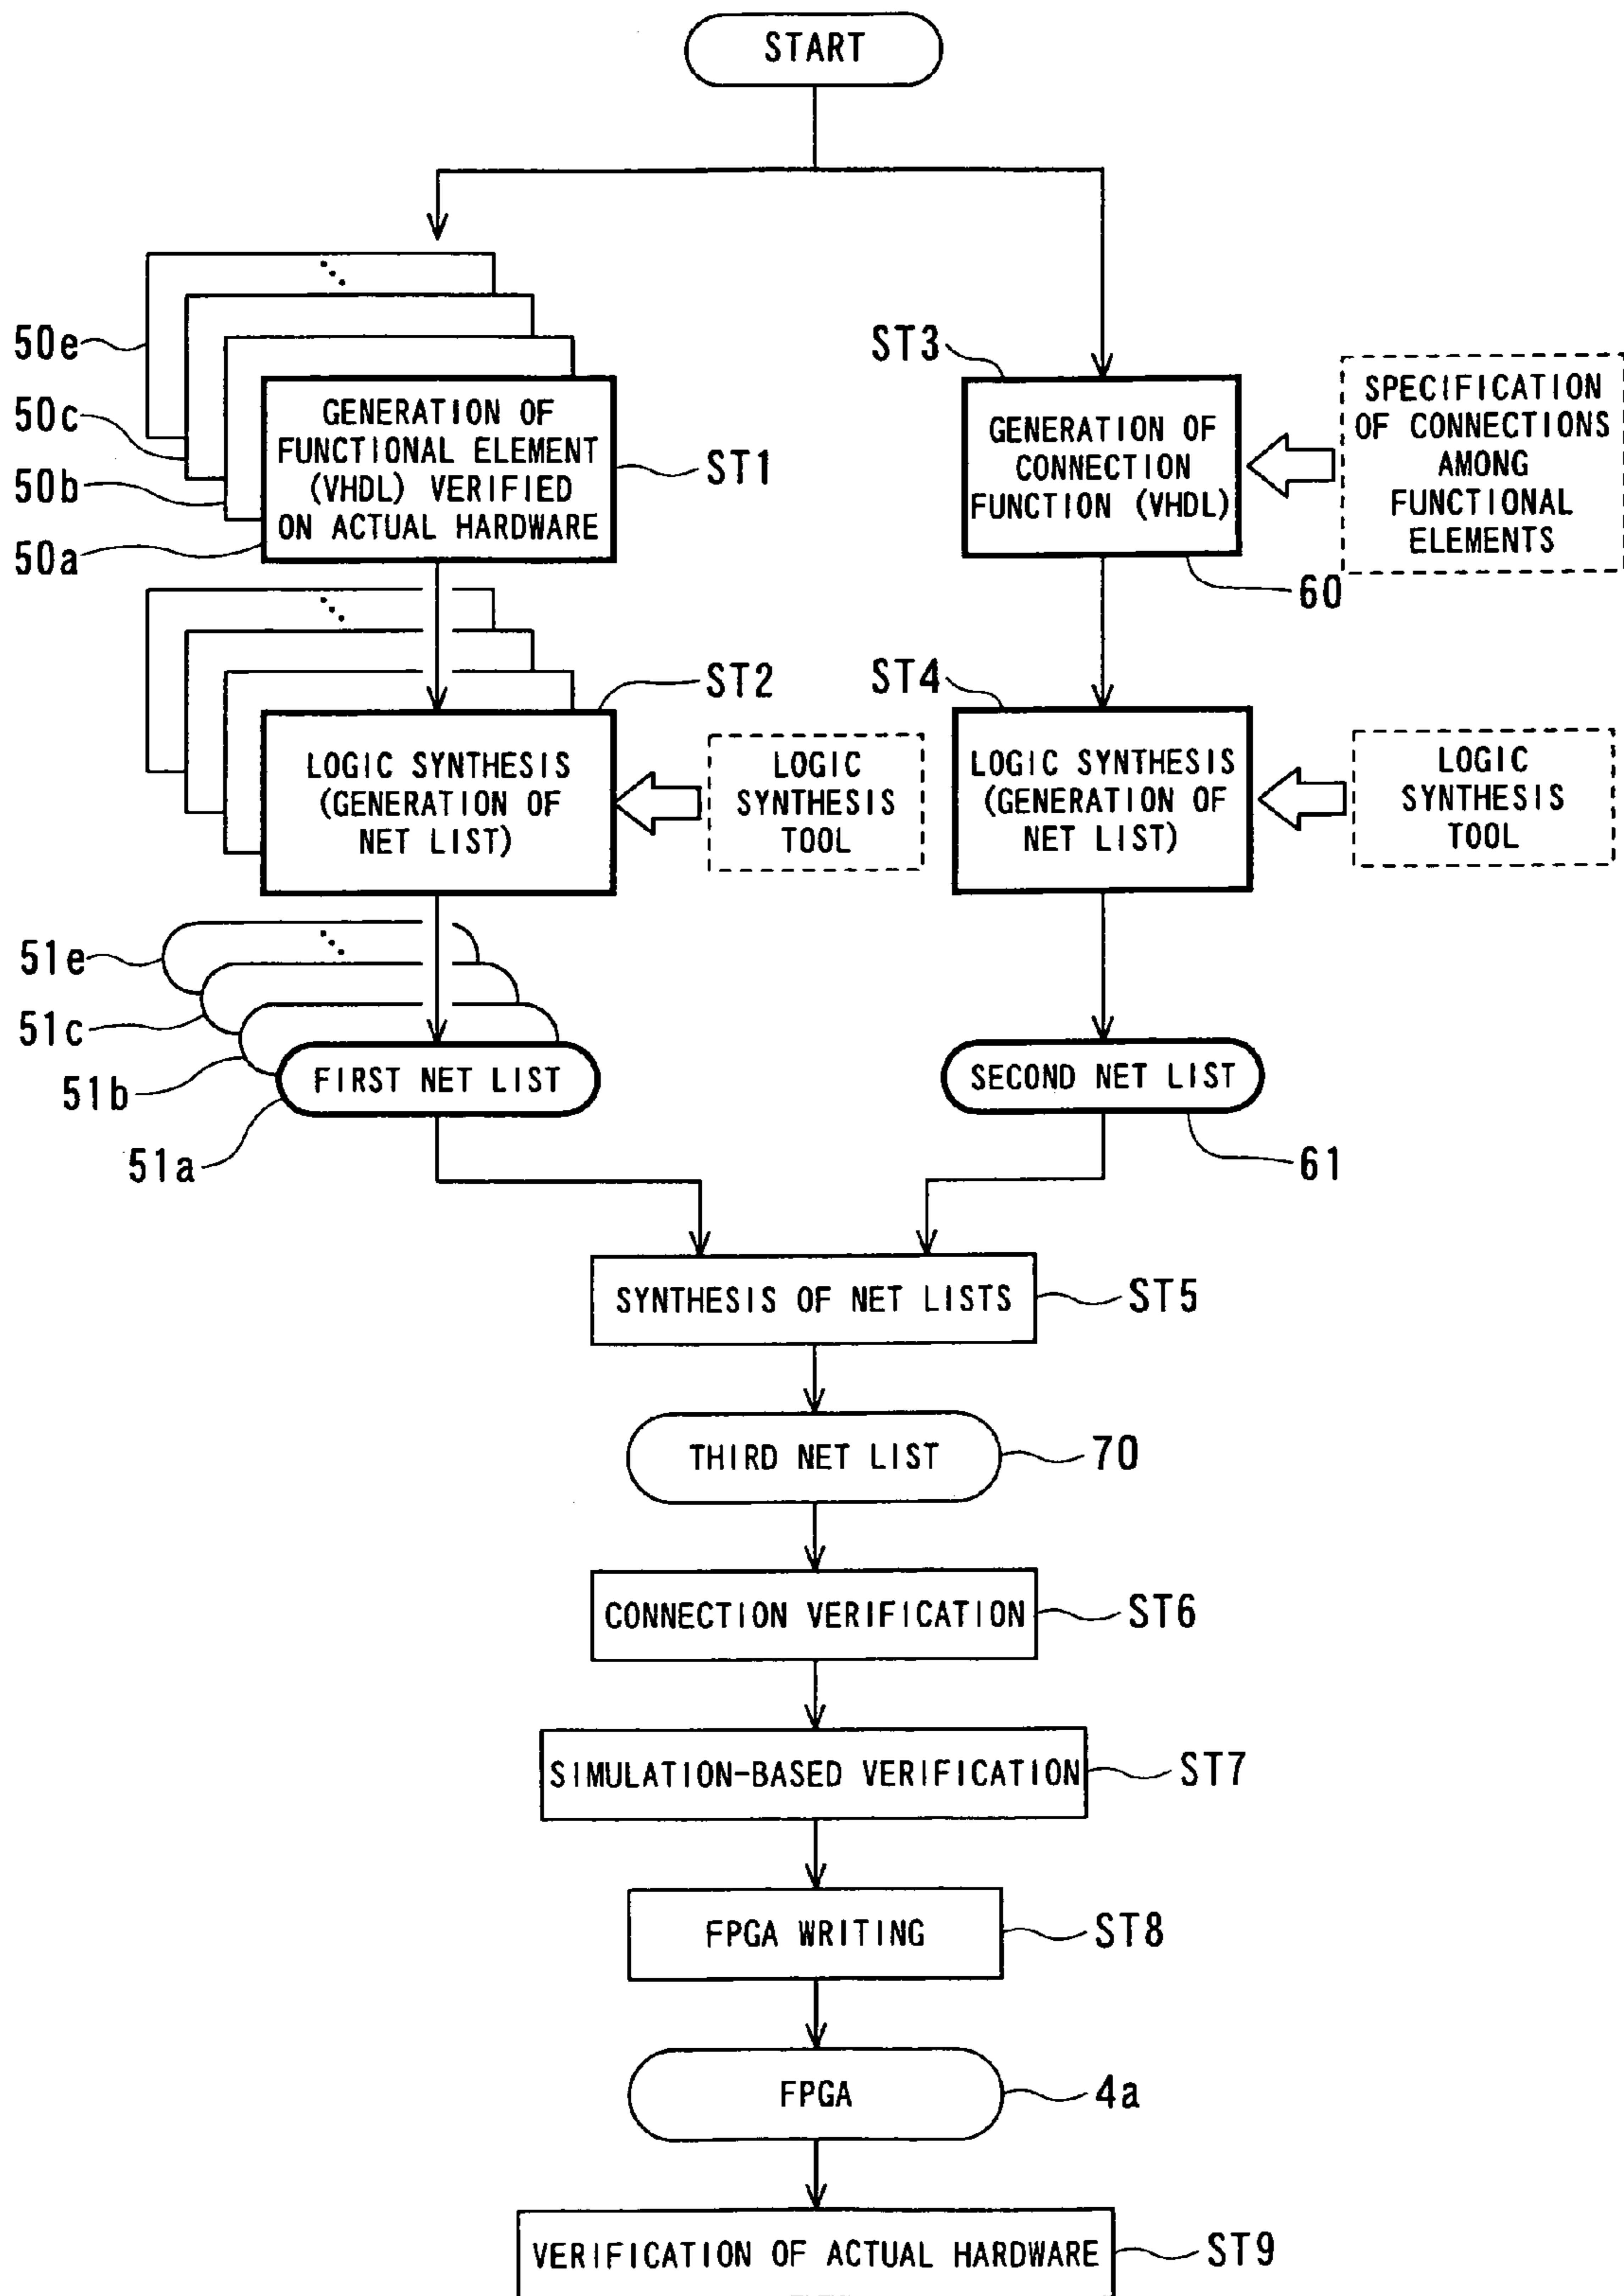 START
50e
50c
50b
50a
GENERATION OF
FUNCTIONAL ELEMENT
(VHDL) VERIFIED
ON ACTUAL HARDWARE
ST1
ST3
GENERATION OF
CONNECTION
FUNCTION (VHDL)
60
SPECIFICATION
OF CONNECTIONS
AMONG
FUNCTIONAL
ELEMENTS
ST2
LOGIC SYNTHESIS
(GENERATION OF
NET LIST)
LOGIC
SYNTHESIS
TOOL
ST4
LOGIC SYNTHESIS
(GENERATION OF
NET LIST)
LOGIC
SYNTHESIS
TOOL
51e
51c
51b
51a
FIRST NET LIST
SECOND NET LIST
61
SYNTHESIS OF NET LISTS
ST5
THIRD NET LIST
70
CONNECTION VERIFICATION
ST6
SIMULATION-BASED VERIFICATION
ST7
FPGA WRITING
ST8
FPGA
4a
VERIFICATION OF ACTUAL HARDWARE
ST9